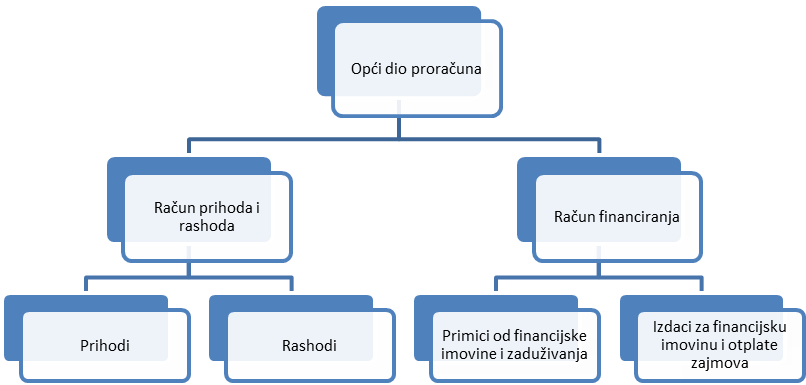 Opći dio proračuna
Račun prihoda i
rashoda
Račun financiranja
Prihodi
Rashodi
Primici od financijske
imovine i zaduživanja
Izdaci za financijsku
imovinu i otplate
zajmova